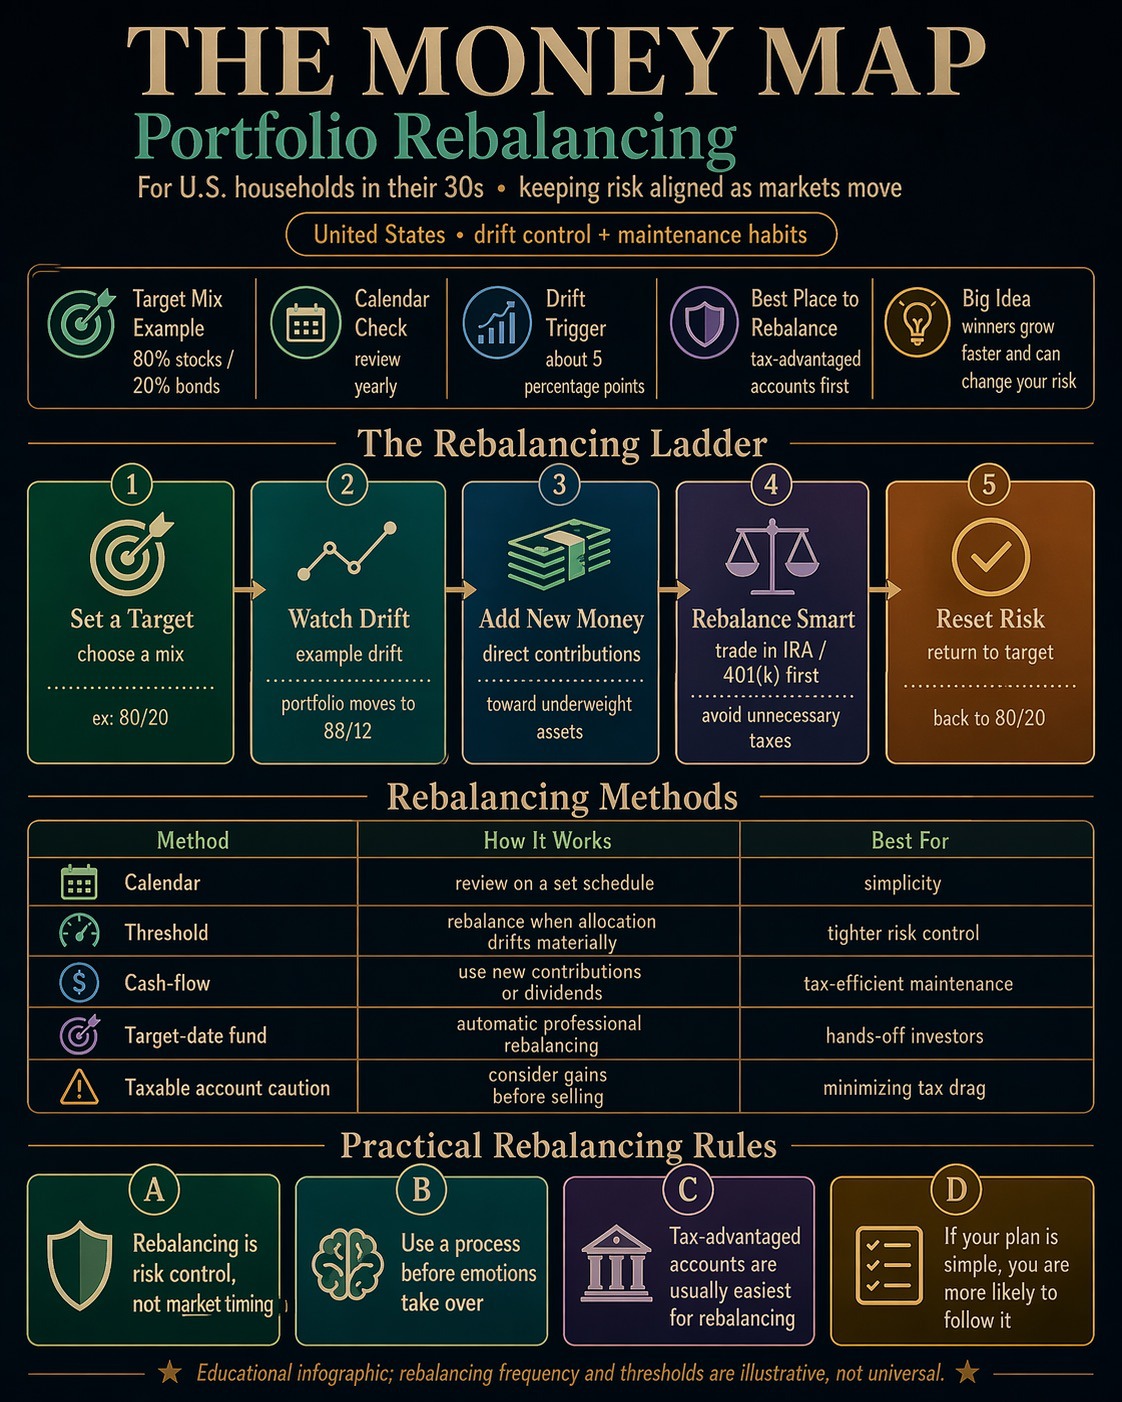 THE MONEY MAP
Portfolio Rebalancing
For U.S. households in their 30s • keeping risk aligned as markets move
United States • drift control + maintenance habits
Target Mix
Example
80% stocks /
20% bonds
Calendar
Check
review
yearly
Drift
Trigger
about 5
percentage points
Best Place to
Rebalance
tax-advantaged
accounts first
Big Idea
winners grow
faster and can
change your risk
The Rebalancing Ladder
1
Set a Target
choose a mix
ex: 80/20
2
Watch Drift
example drift
portfolio moves to
88/12
3
Add New Money
direct contributions
toward underweight
assets
4
Rebalance Smart
trade in IRA /
401(k) first
avoid unnecessary
taxes
5
Reset Risk
return to target
back to 80/20
Rebalancing Methods
Method How It Works Best For
Calendar
review on a set schedule
simplicity
Threshold
rebalance when allocation
drifts materially
tighter risk control
Cash-flow
$
use new contributions
or dividends
tax-efficient maintenance
Target-date fund
automatic professional
rebalancing
hands-off investors
Taxable account caution
consider gains
before selling
minimizing tax drag
Practical Rebalancing Rules
A
Rebalancing is
risk control,
not market timing
B
Use a process
before emotions
take over
C
Tax-advantaged
accounts are
usually easiest
for rebalancing
D
If your plan is
simple, you are
more likely to
follow it
Educational infographic; rebalancing frequency and thresholds are illustrative, not universal.